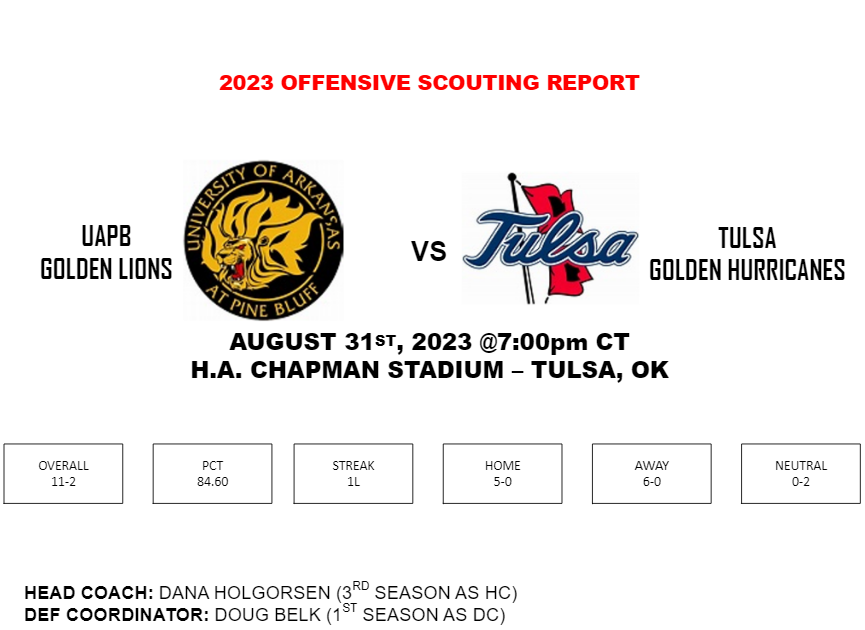 2023 OFFENSIVE SCOUTING REPORT
UNIVERSITY OF ARKANSAS
AT PINE BLUFF
UAPB
GOLDEN LIONS
VS
Tulsa
TULSA
GOLDEN HURRICANES
AUGUST 31ST, 2023 @7:00pm CT
H.A. CHAPMAN STADIUM – TULSA, OK
OVERALL
11-2
PCT
84.60
STREAK
1L
HOME
5-0
AWAY
6-0
NEUTRAL
0-2
HEAD COACH: DANA HOLGORSEN (3RD SEASON AS HC)
DEF COORDINATOR: DOUG BELK (1ST SEASON AS DC)